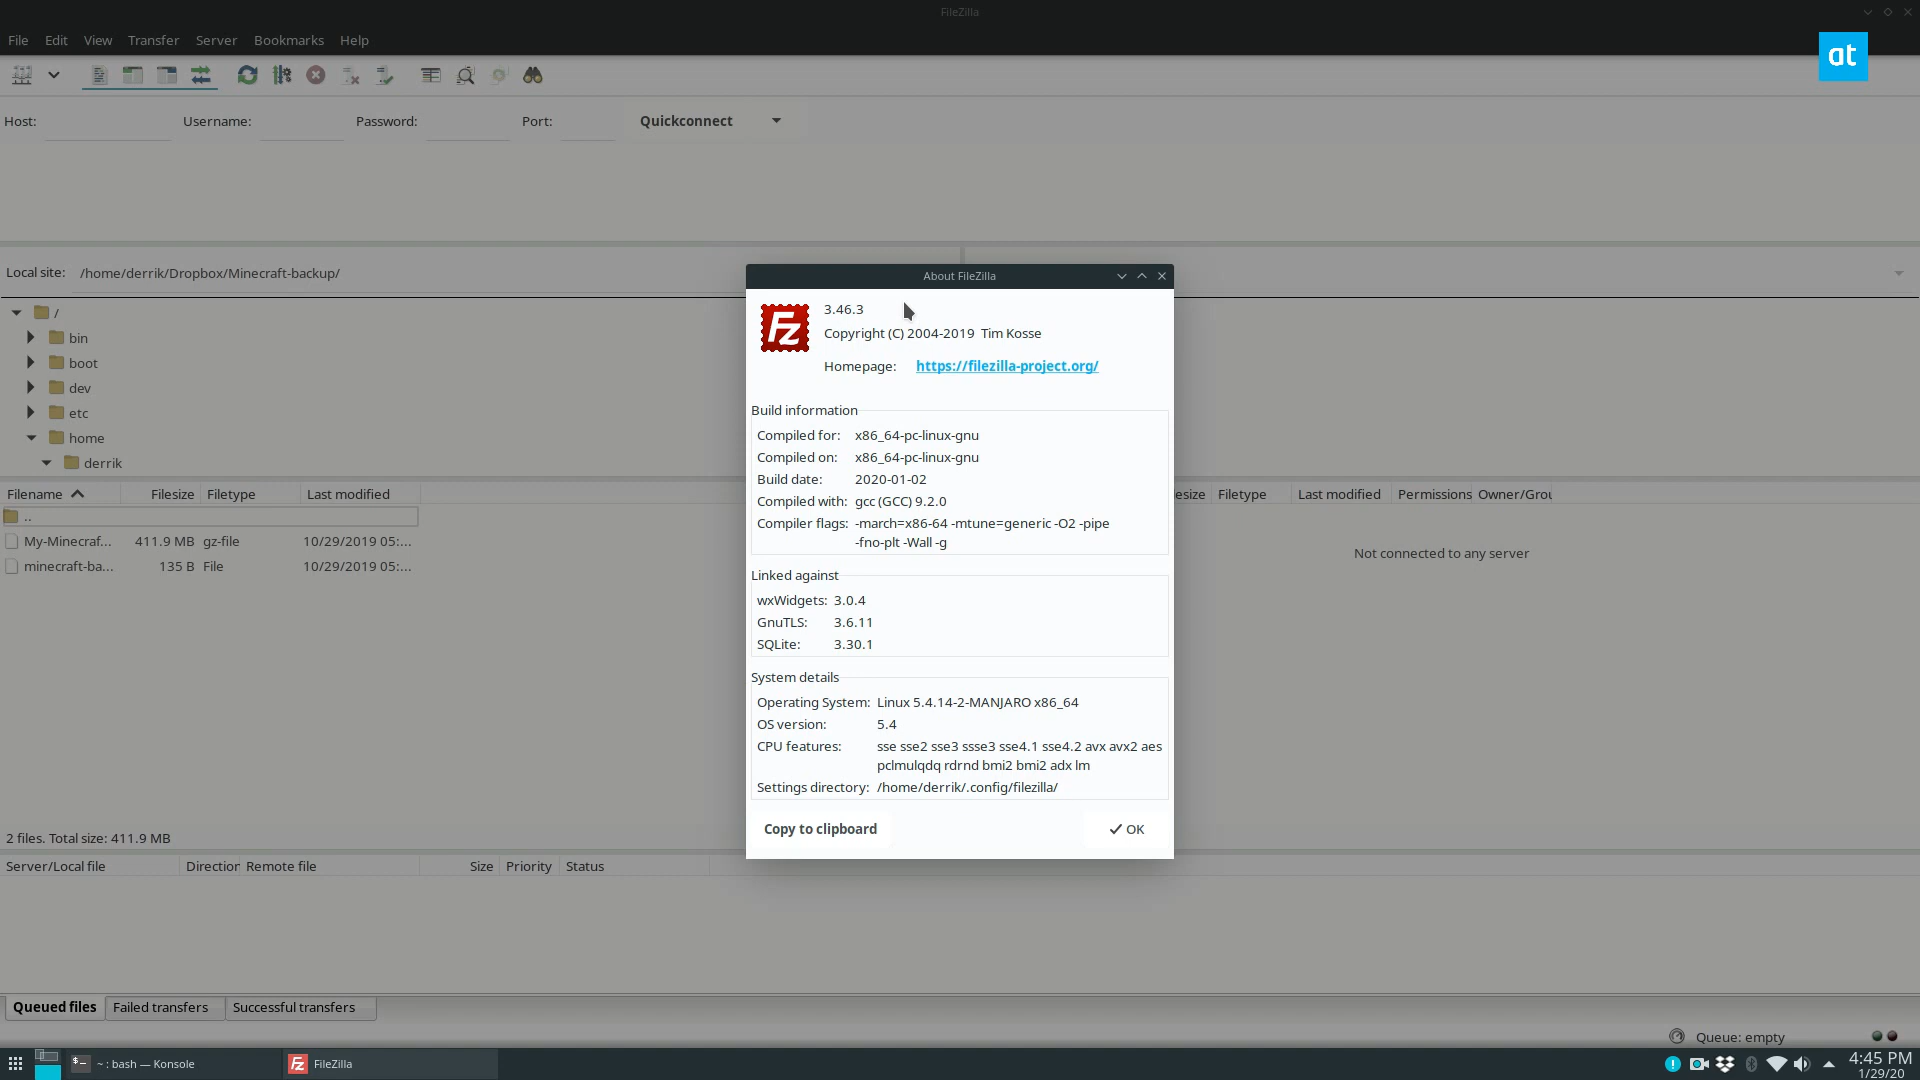 FileZilla
File Edit View Transfer Server Bookmarks Help
at
Host: Username: Password: Port: Quickconnect
Local site: /home/derrik/Dropbox/Minecraft-backup/
/
bin
boot
dev
etc
home
derrik
Filename Filesize Filetype Last modified
..
My-Minecraf... 411.9 MB gz-file 10/29/2019 05:...
minecraft-ba... 135 B File 10/29/2019 05:...
2 files. Total size: 411.9 MB
About FileZilla
Fz
3.46.3
Copyright (C) 2004-2019 Tim Kosse
Homepage: https://filezilla-project.org/
Build information
Compiled for: x86_64-pc-linux-gnu
Compiled on: x86_64-pc-linux-gnu
Build date: 2020-01-02
Compiled with: gcc (GCC) 9.2.0
Compiler flags: -march=x86-64 -mtune=generic -O2 -pipe
-fno-plt -Wall -g
Linked against
wxWidgets: 3.0.4
GnuTLS: 3.6.11
SQLite: 3.30.1
System details
Operating System: Linux 5.4.14-2-MANJARO x86_64
OS version: 5.4
CPU features: sse sse2 sse3 ssse3 sse4.1 sse4.2 avx avx2 aes
pclmulqdq rdrnd bmi2 bmi2 adx lm
Settings directory: /home/derrik/.config/filezilla/
Copy to clipboard OK
esize Filetype Last modified Permissions Owner/Grou
Not connected to any server
Server/Local file Direction Remote file Size Priority Status
Queued files Failed transfers Successful transfers
Queue: empty
~ : bash — Konsole
Fz FileZilla
4:45 PM
1/29/20